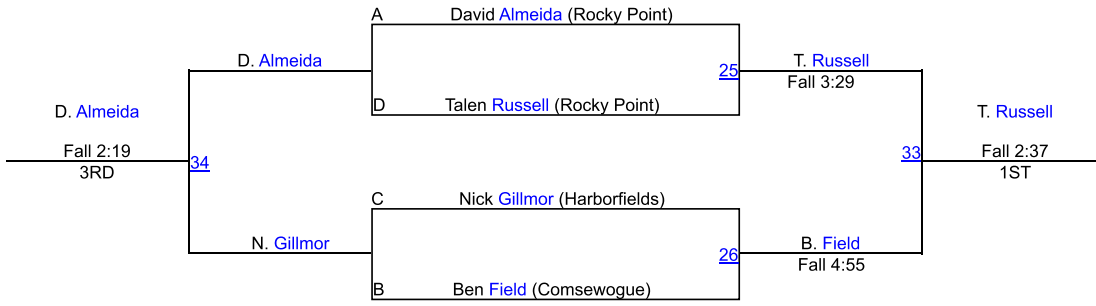 A David Almeida (Rocky Point)
D. Almeida
25
T. Russell
Fall 3:29
D Talen Russell (Rocky Point)
D. Almeida
T. Russell
Fall 2:19
34
33
Fall 2:37
3RD
1ST
C Nick Gillmor (Harborfields)
N. Gillmor
26
B. Field
Fall 4:55
B Ben Field (Comsewogue)